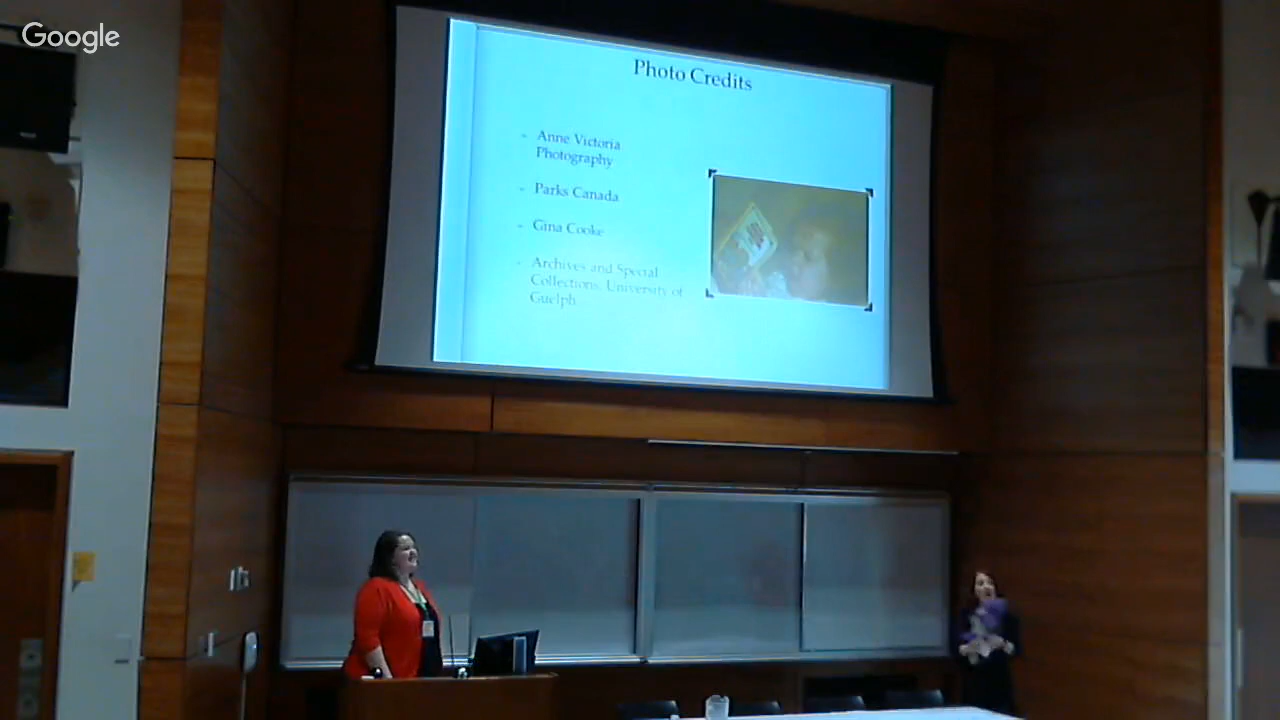 Google
Photo Credits
- Anne Victoria
Photography
- Parks Canada
- Gina Cooke
- Archives and Special
Collections, University of
Guelph